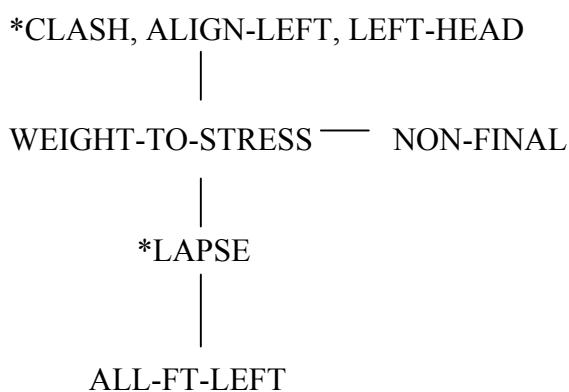 *CLASH, ALIGN-LEFT, LEFT-HEAD
WEIGHT-TO-STRESS NON-FINAL
*LAPSE
ALL-FT-LEFT